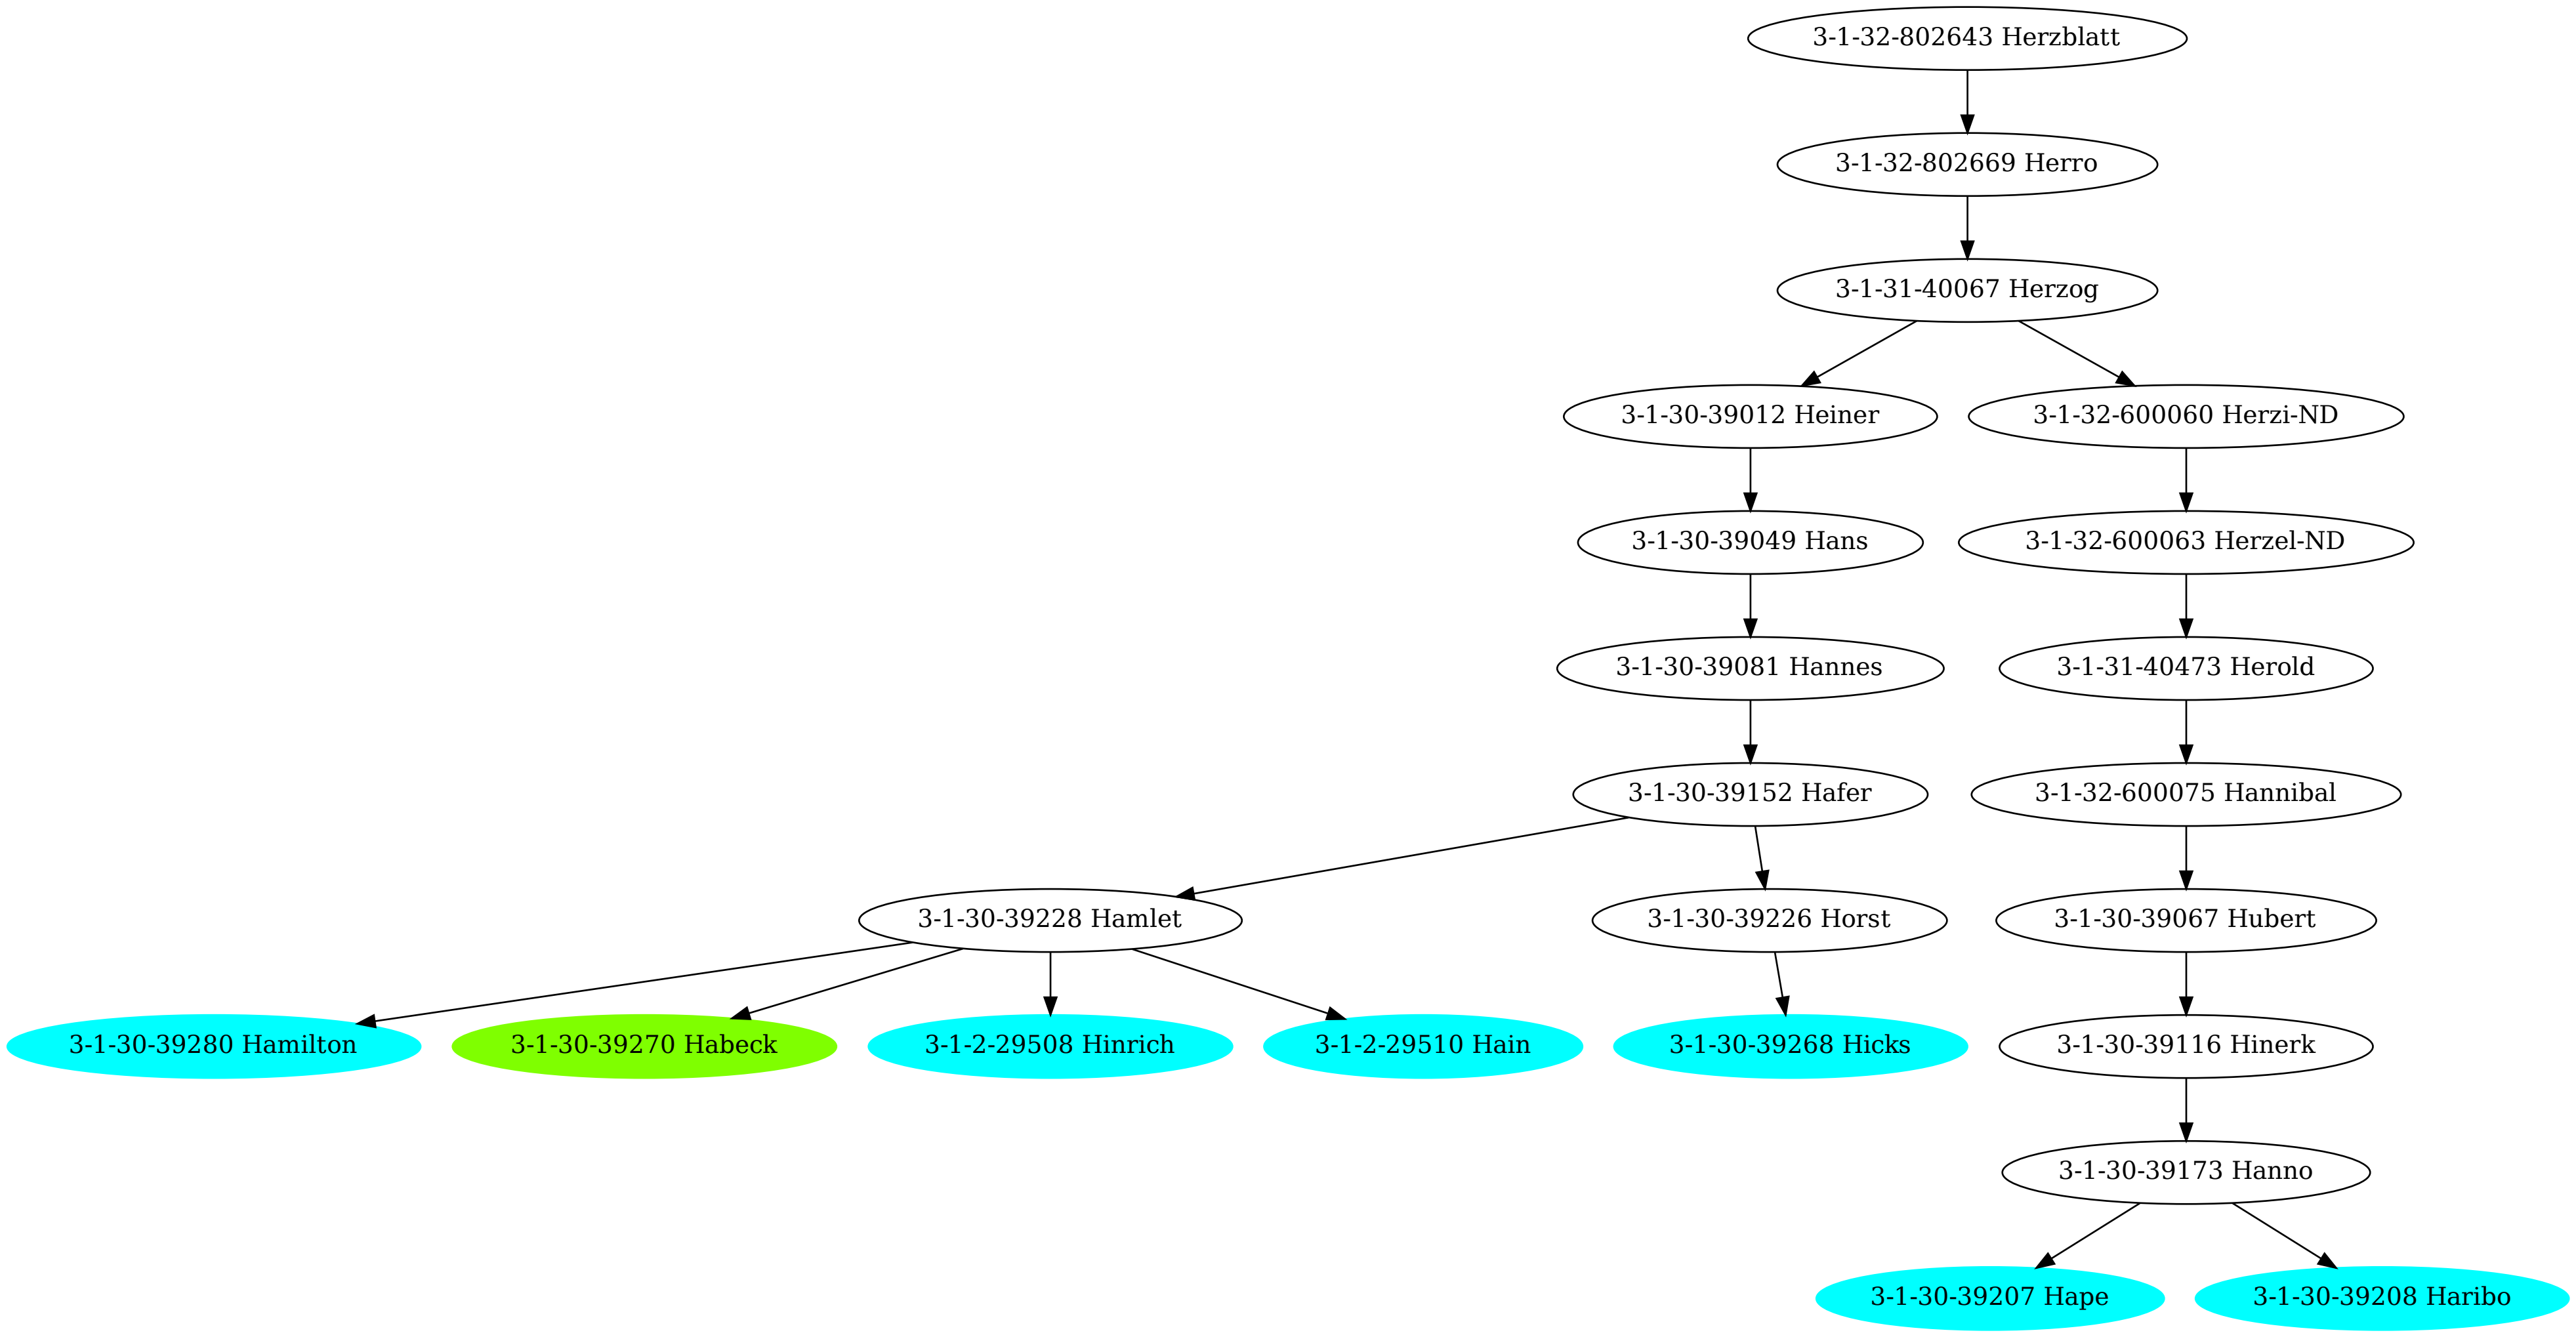 3-1-32-802643 Herzblatt
3-1-32-802669 Herro
3-1-31-40067 Herzog
3-1-30-39012 Heiner
3-1-32-600060 Herzi-ND
3-1-30-39049 Hans
3-1-32-600063 Herzel-ND
3-1-30-39081 Hannes
3-1-31-40473 Herold
3-1-30-39152 Hafer
3-1-32-600075 Hannibal
3-1-30-39228 Hamlet
3-1-30-39226 Horst
3-1-30-39067 Hubert
3-1-30-39280 Hamilton
3-1-30-39270 Habeck
3-1-2-29508 Hinrich
3-1-2-29510 Hain
3-1-30-39268 Hicks
3-1-30-39116 Hinerk
3-1-30-39173 Hanno
3-1-30-39207 Hape
3-1-30-39208 Haribo